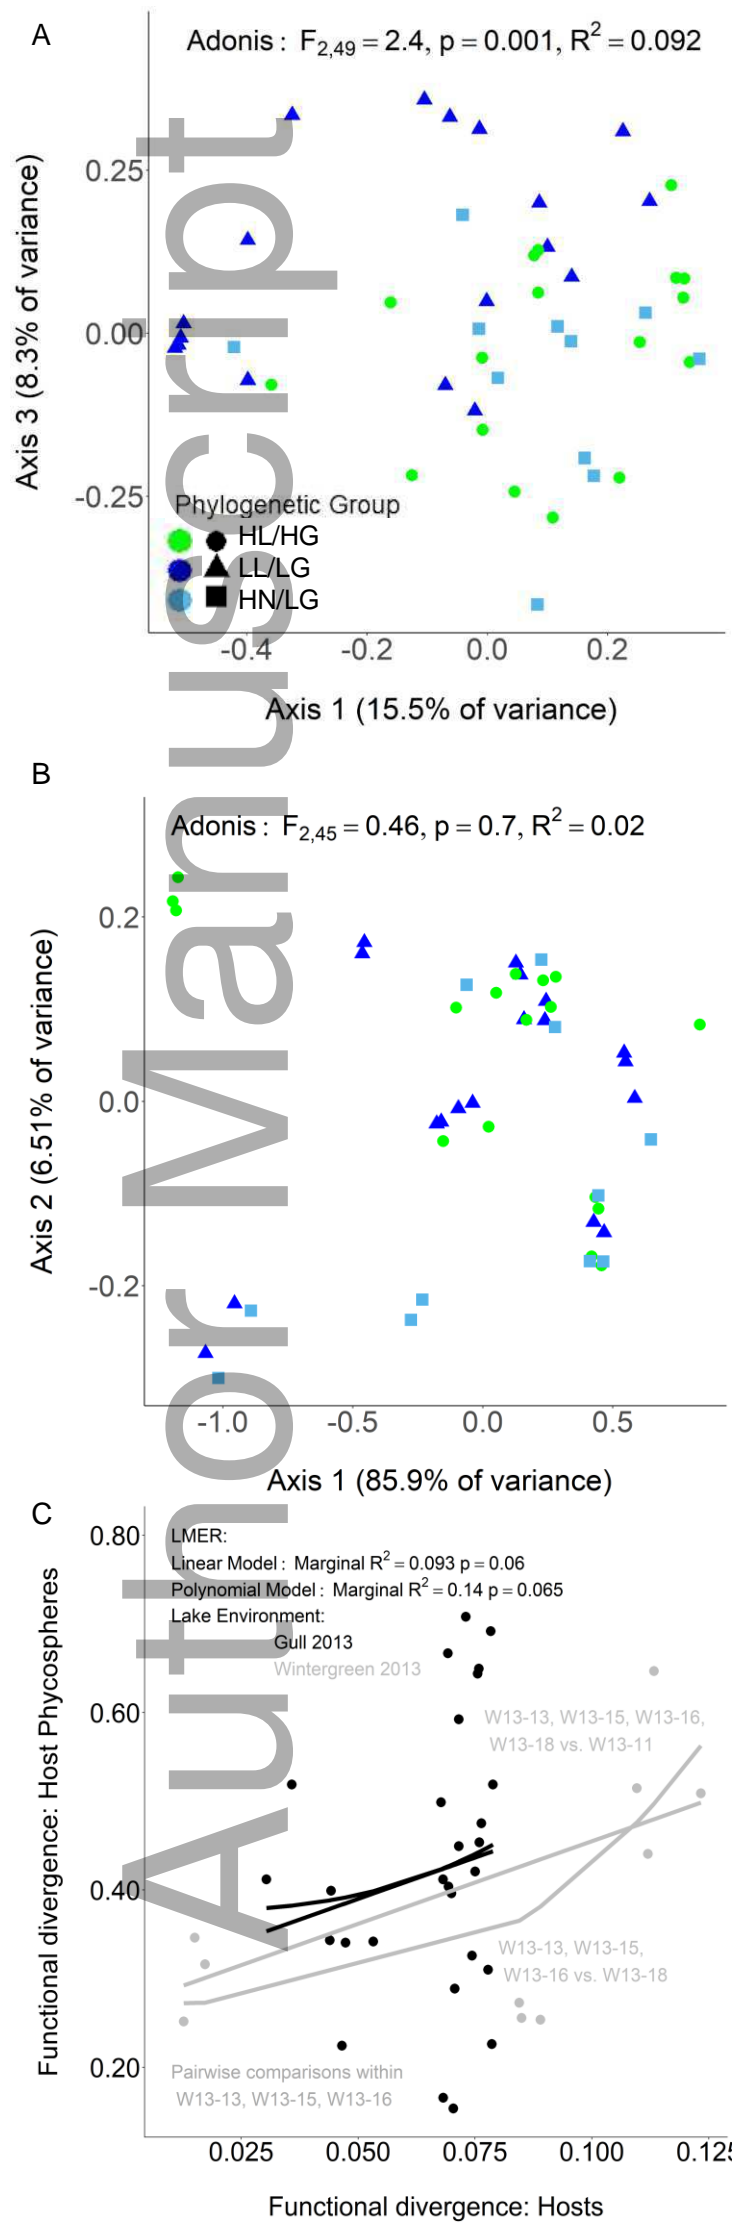 A
Adonis : F2,49 = 2.4, p = 0.001, R2 = 0.092
Axis 3 (8.3% of variance)
0.25
0.00
-0.25
Phylogenetic Group
HL/HG
LL/LG
HN/LG
-0.4 -0.2 0.0 0.2
Axis 1 (15.5% of variance)
B
Adonis : F2,45 = 0.46, p = 0.7, R2 = 0.02
Axis 2 (6.51% of variance)
0.2
0.0
-0.2
-1.0 -0.5 0.0 0.5
Axis 1 (85.9% of variance)
C
LMER:
Linear Model : Marginal R2 = 0.093 p = 0.06
Polynomial Model : Marginal R2 = 0.14 p = 0.065
Lake Environment:
Gull 2013
Wintergreen 2013
W13-13, W13-15, W13-16,
W13-18 vs. W13-11
W13-13, W13-15,
W13-16 vs. W13-18
Pairwise comparisons within
W13-13, W13-15, W13-16
Functional divergence: Host Phycospheres
0.80
0.60
0.40
0.20
0.025 0.050 0.075 0.100 0.125
Functional divergence: Hosts
Author Manuscript